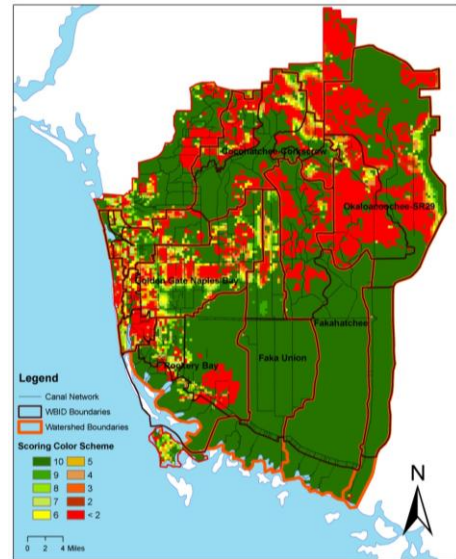 Cocohatchee-Corkscrew
Okaloacoochee-SR29
Golden Gate Naples Bay
Fakahatchee
Faka Union
Rookery Bay
Legend
Canal Network
WBID Boundaries
Watershed Boundaries
Scoring Color Scheme
10 5
9 4
8 3
7 2
6 < 2
0 2 4 Miles
N